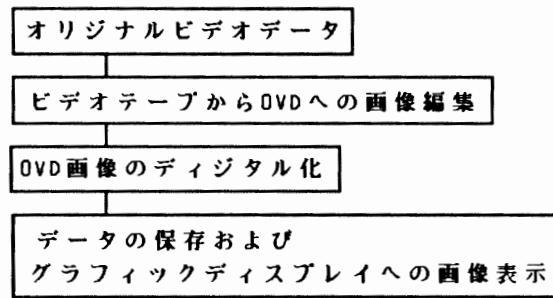 オリジナルビデオデータ
ビデオテープからOVDへの画像編集
OVD画像のディジタル化
データの保存および
グラフィックディスプレイへの画像表示